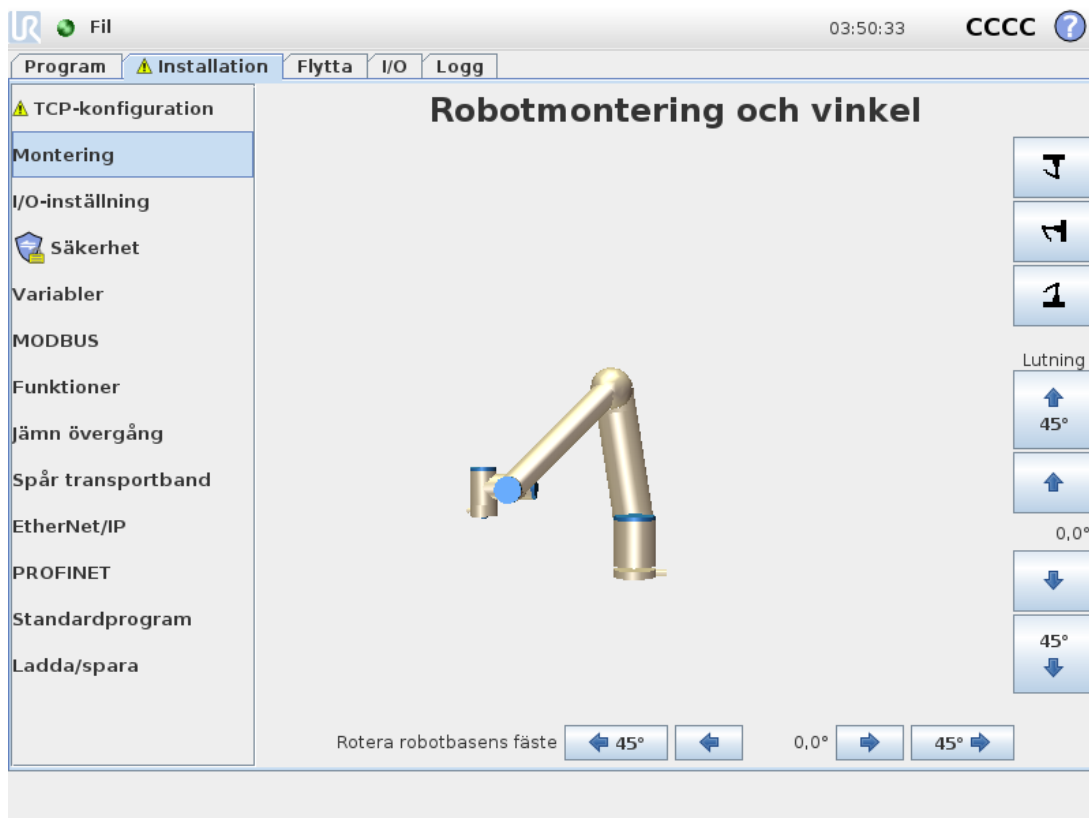 UR Fil 03:50:33 CCCC ?
Program Installation Flytta I/O Logg
TCP-konfiguration
Montering
I/O-inställning
Säkerhet
Variabler
MODBUS
Funktioner
Jämn övergång
Spår transportband
EtherNet/IP
PROFINET
Standardprogram
Ladda/spara
Robotmontering och vinkel
Lutning
45°
0,0°
45°
Rotera robotbasens fäste 45° 0,0° 45°